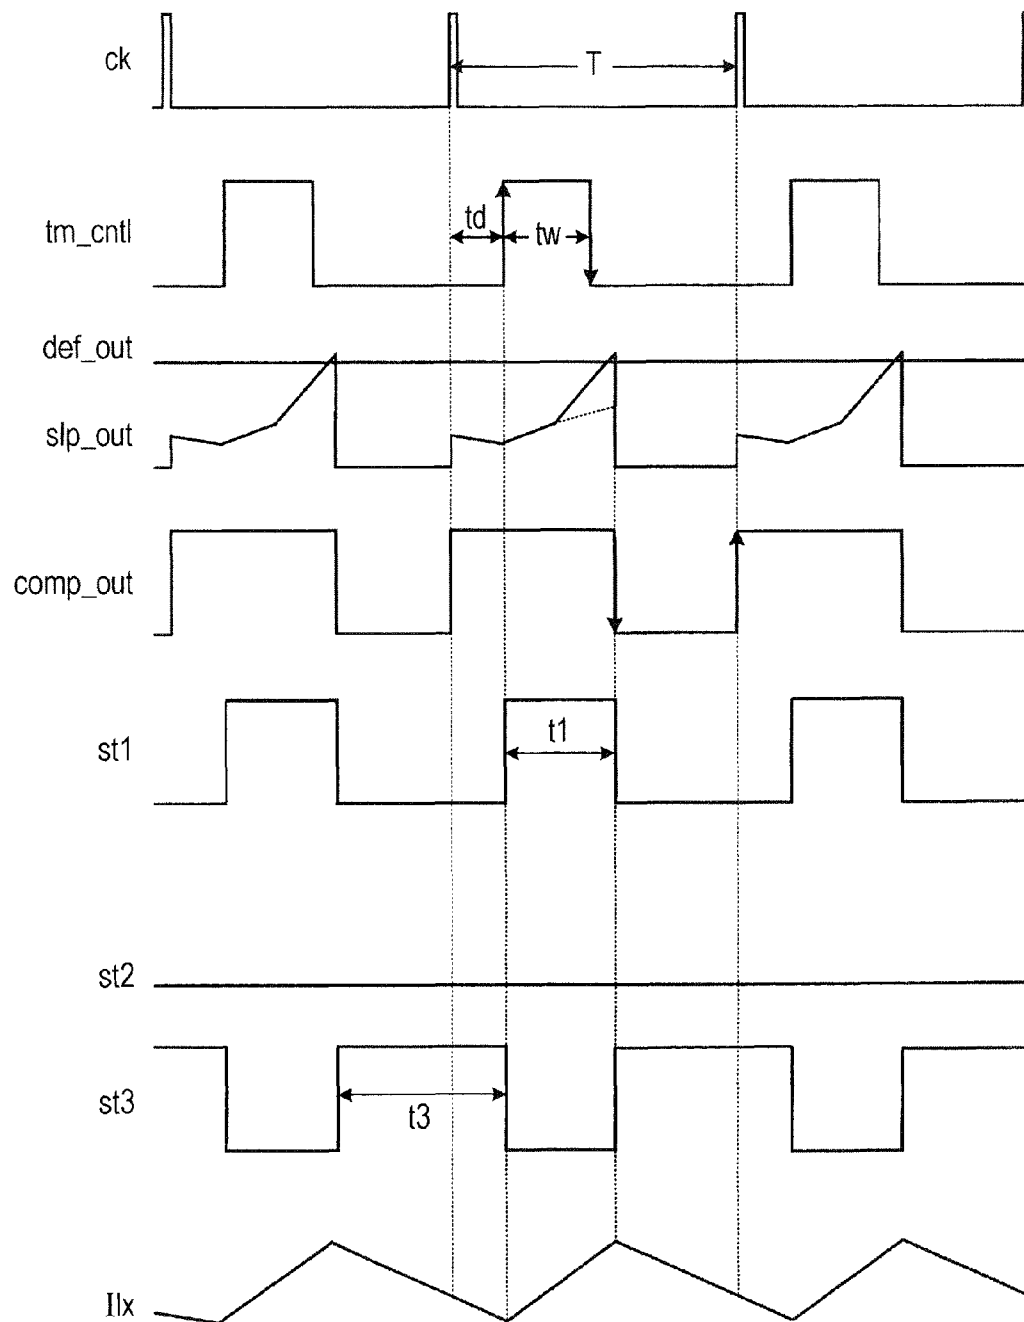 ck
T
tm_cntl
td
tw
def_out
slp_out
comp_out
st1
t1
st2
st3
t3
Ilx